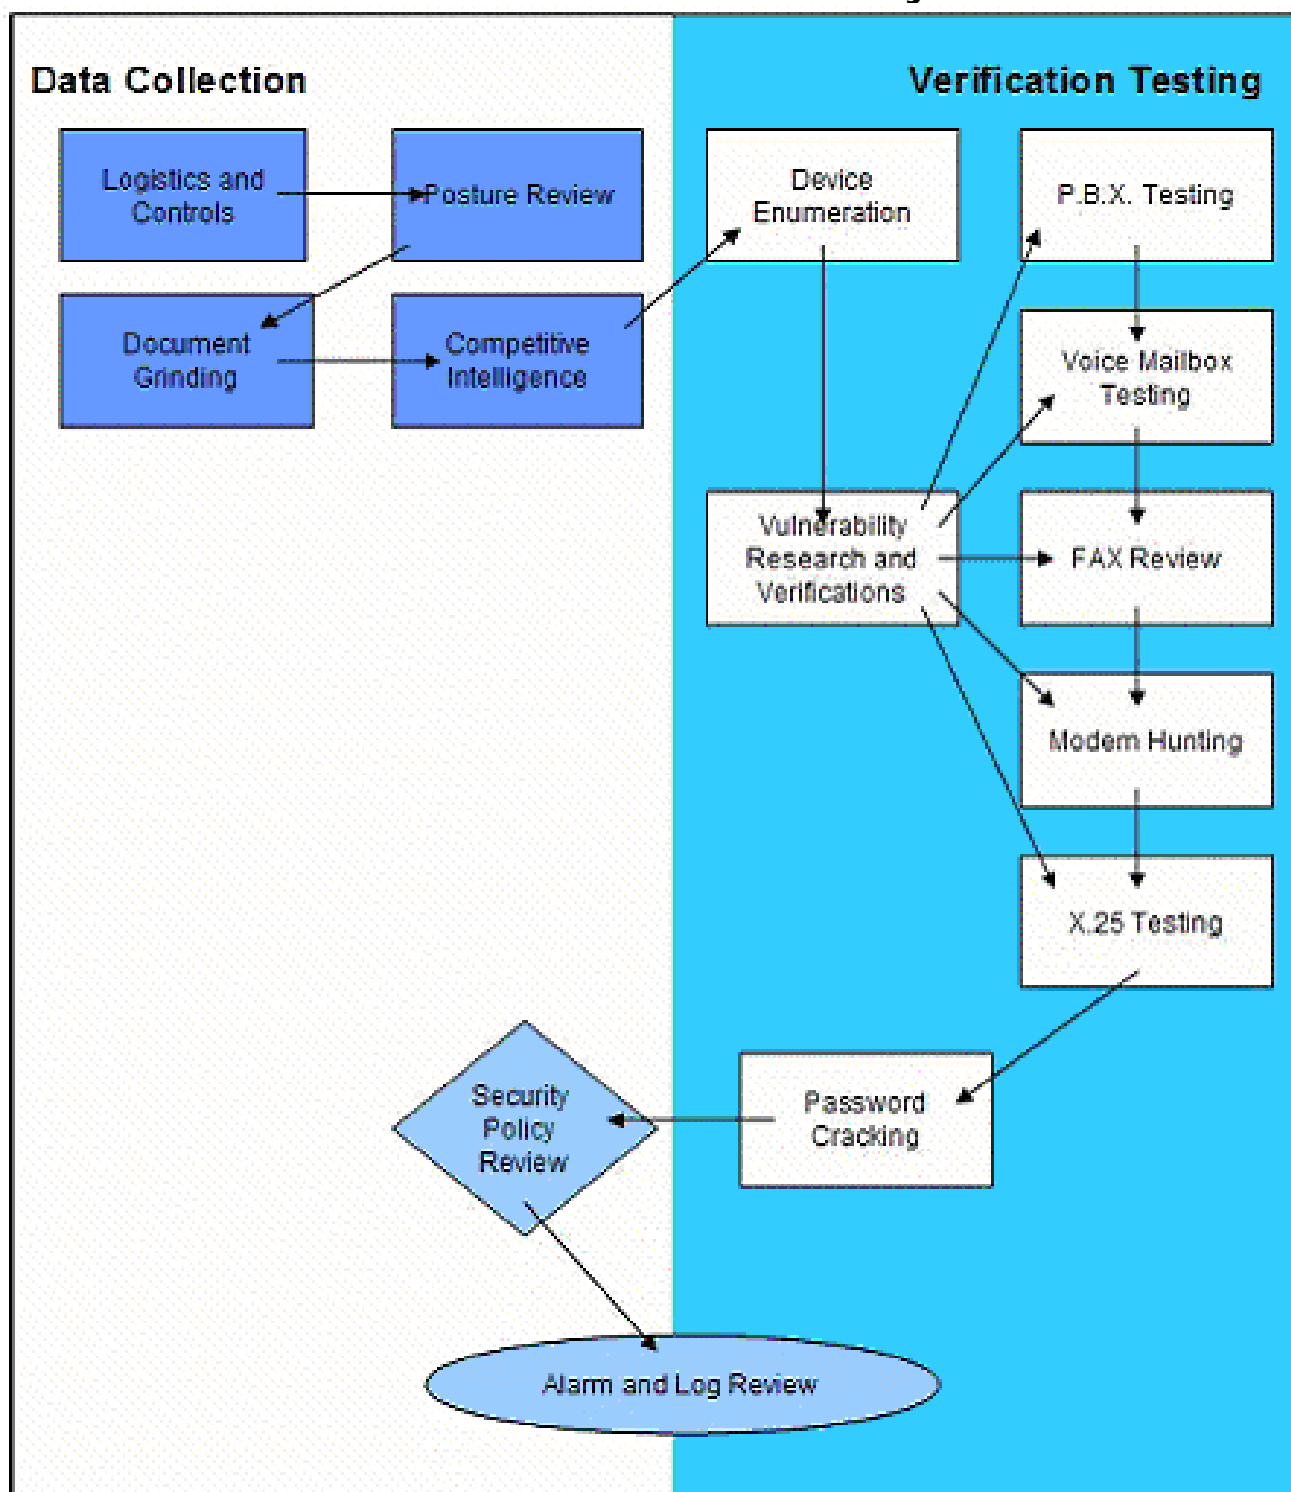 Data Collection
Verification Testing
Logistics and
Controls
Posture Review
Device
Enumeration
P.B.X. Testing
Document
Grinding
Competitive
Intelligence
Voice Mailbox
Testing
Vulnerability
Research and
Verifications
FAX Review
Modem Hunting
X.25 Testing
Security
Policy
Review
Password
Cracking
Alarm and Log Review